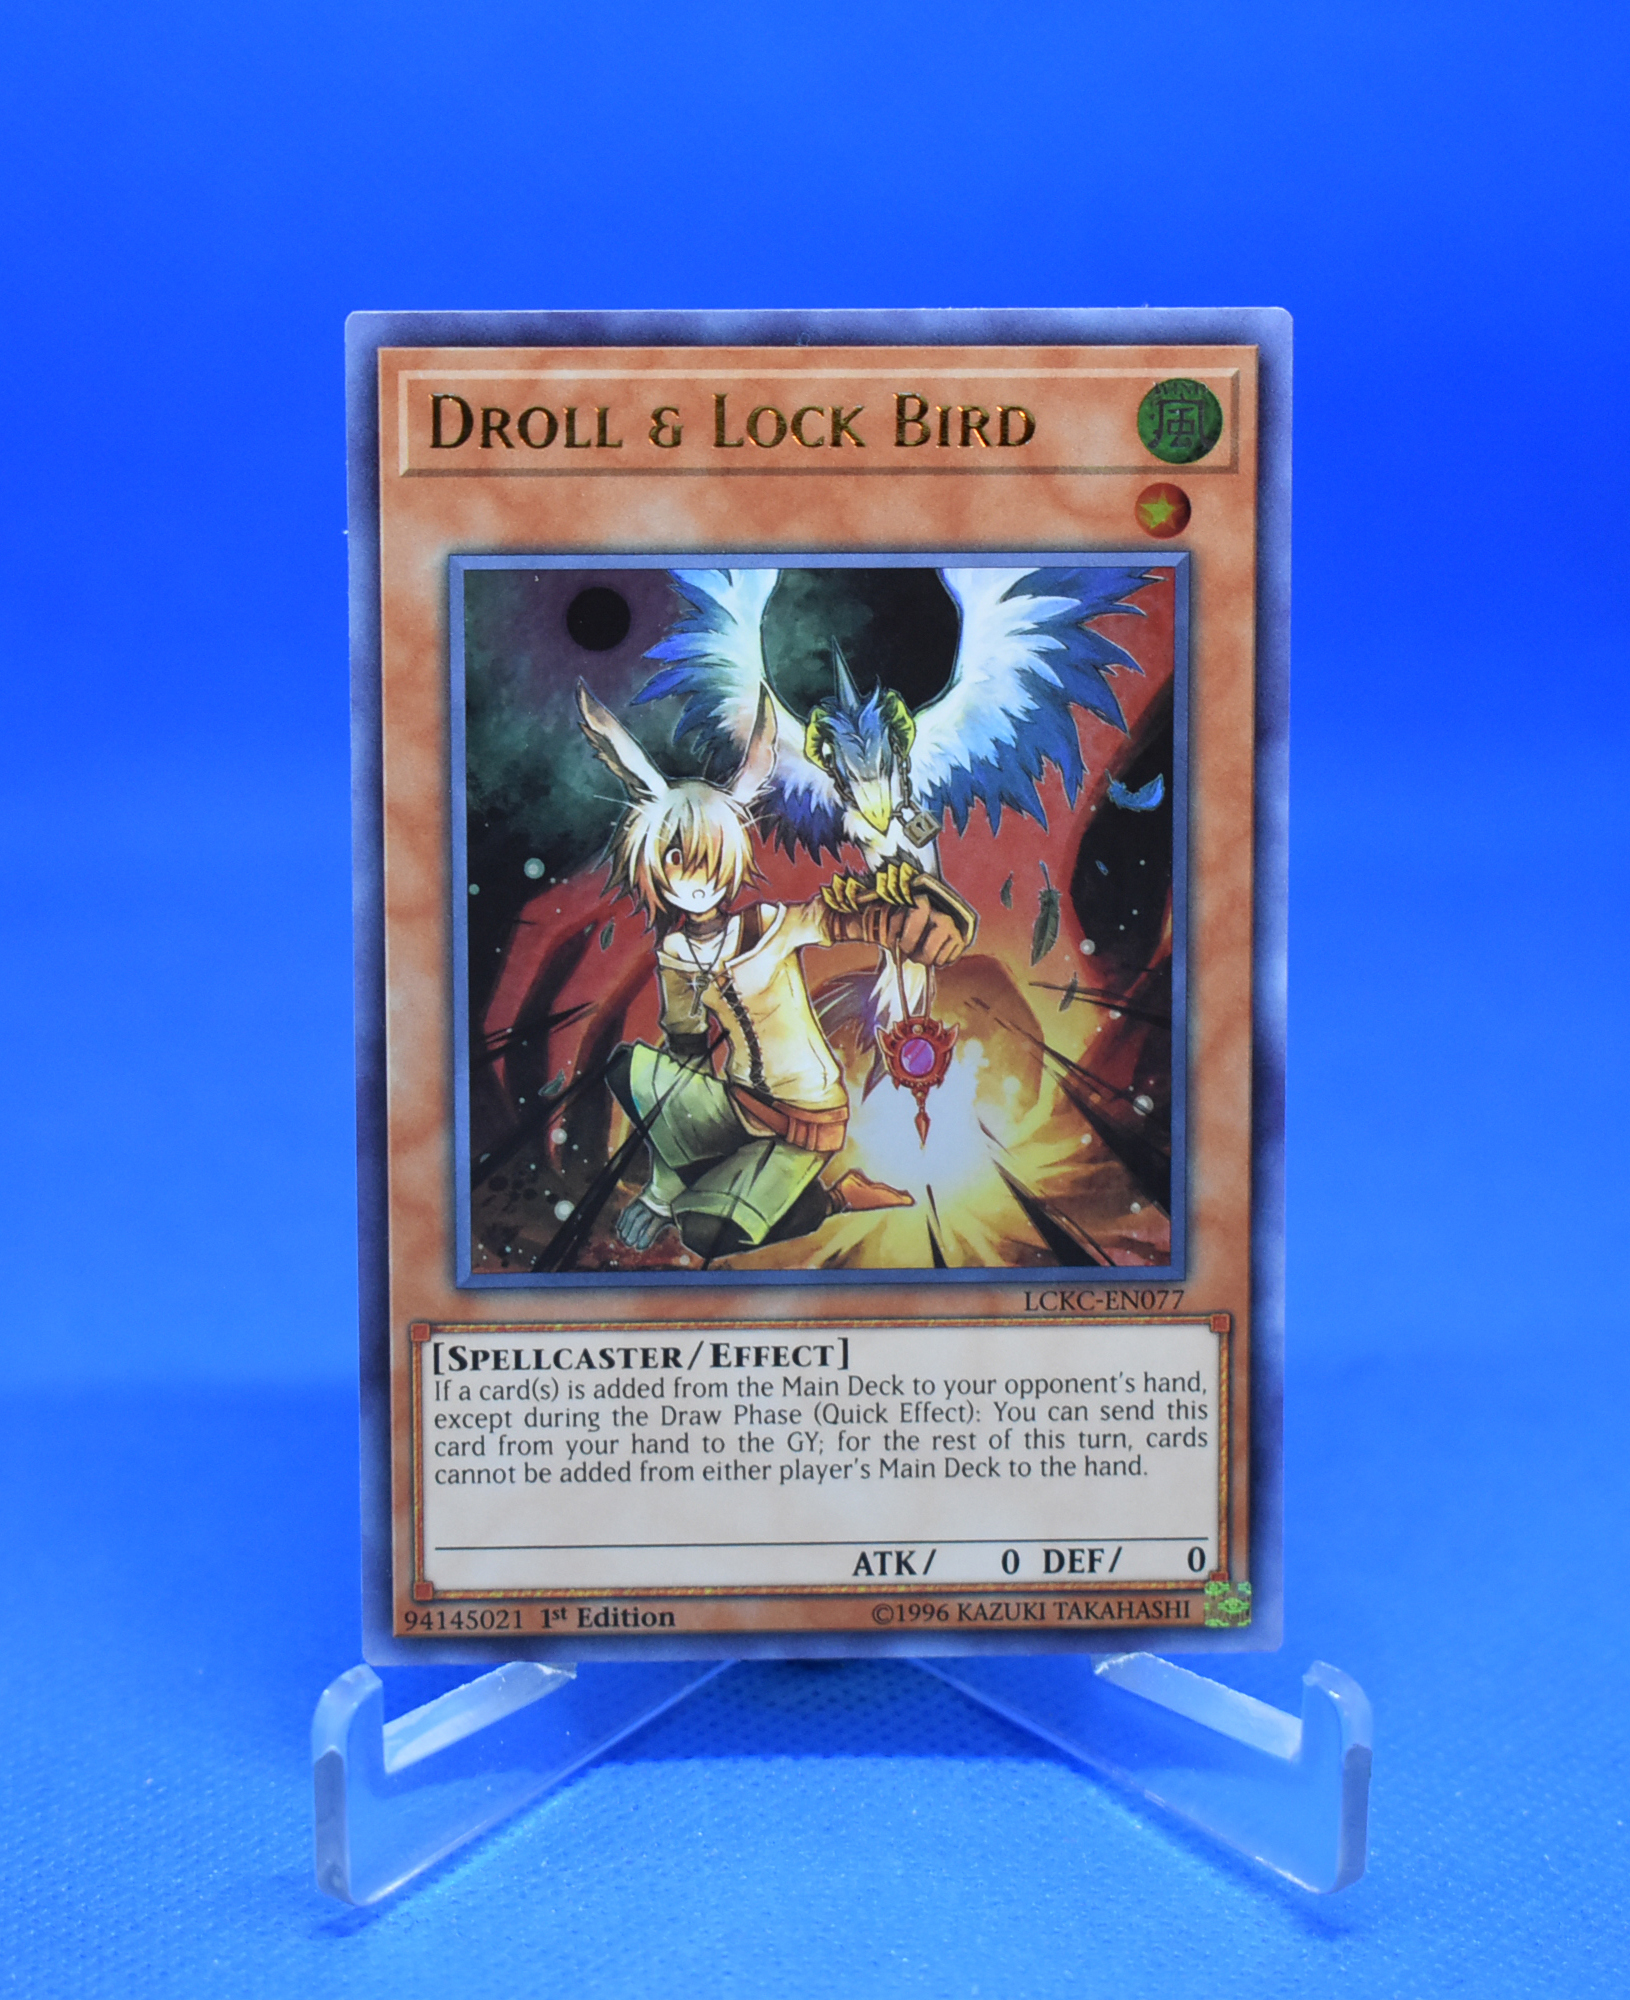 Droll & Lock Bird
風
LCKC-EN077
[Spellcaster/Effect]
If a card(s) is added from the Main Deck to your opponent's hand,
except during the Draw Phase (Quick Effect): You can send this
card from your hand to the GY; for the rest of this turn, cards
cannot be added from either player's Main Deck to the hand.
ATK/ 0 DEF/ 0
94145021 1st Edition ©1996 KAZUKI TAKAHASHI